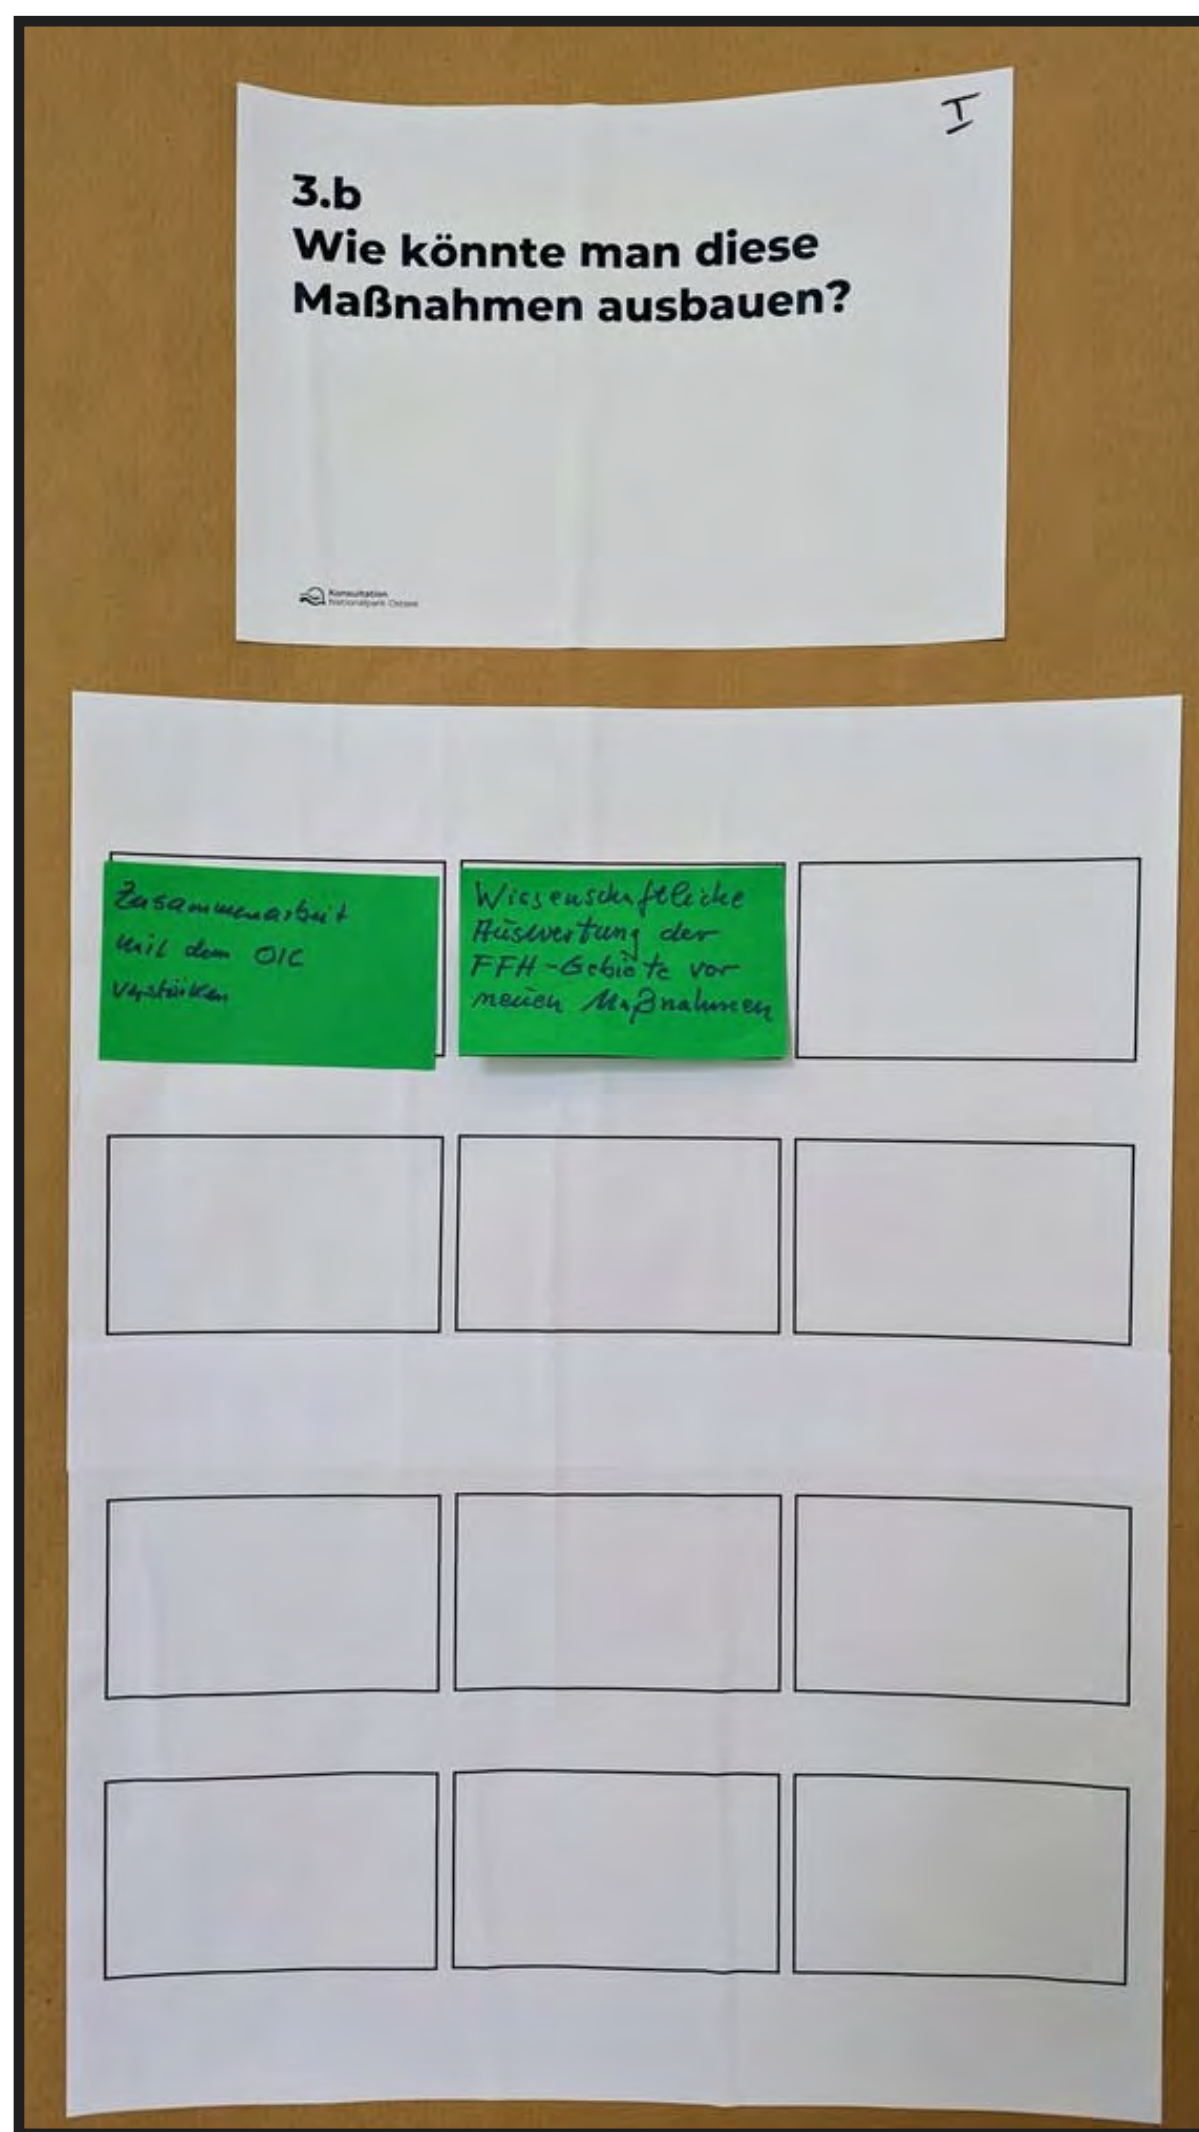 I
3.b
Wie könnte man diese
Maßnahmen ausbauen?
Konsultation
Nationalpark Ostsee
Zusammenarbeit
mit dem OIC
verstärken
Wissenschaftliche
Auswertung der
FFH-Gebiete vor
neuen Maßnahmen